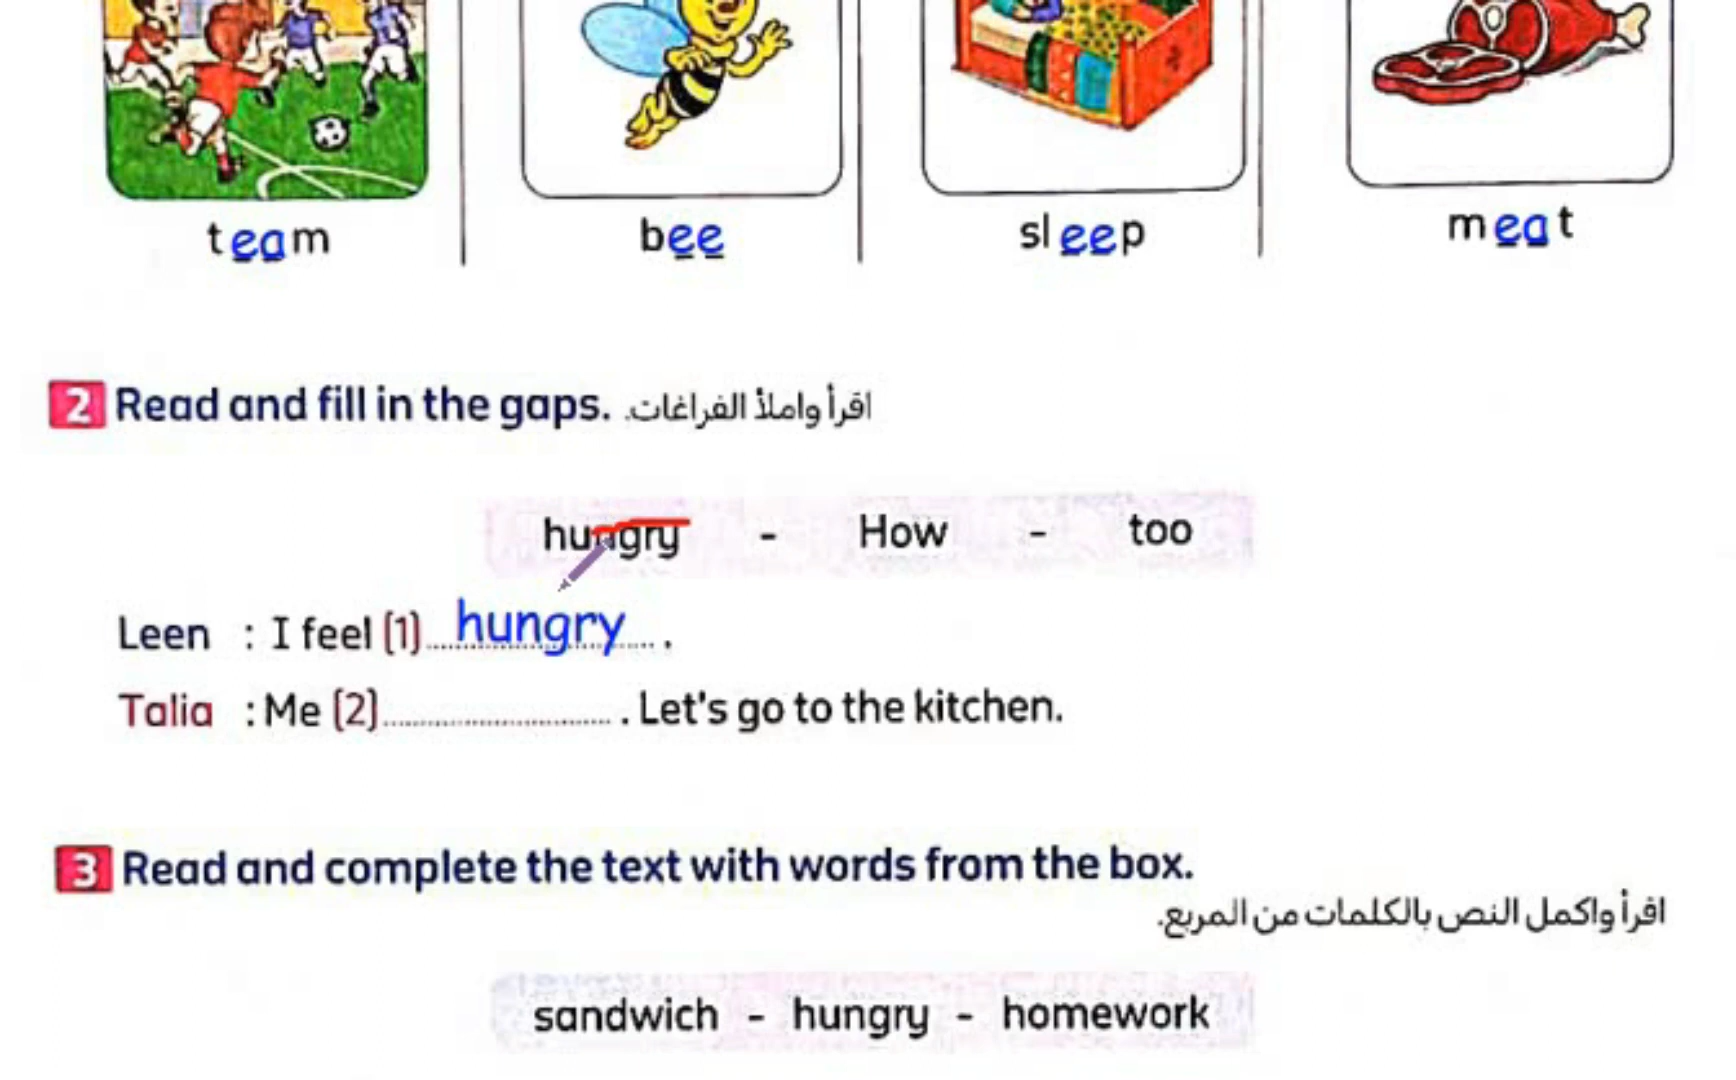 team bee sleep meat
2 Read and fill in the gaps. اقرأ واملأ الفراغات.
hungry - How - too
Leen : I feel (1) hungry .
Talia : Me (2)........................ . Let's go to the kitchen.
3 Read and complete the text with words from the box.
اقرأ واكمل النص بالكلمات من المربع.
sandwich - hungry - homework